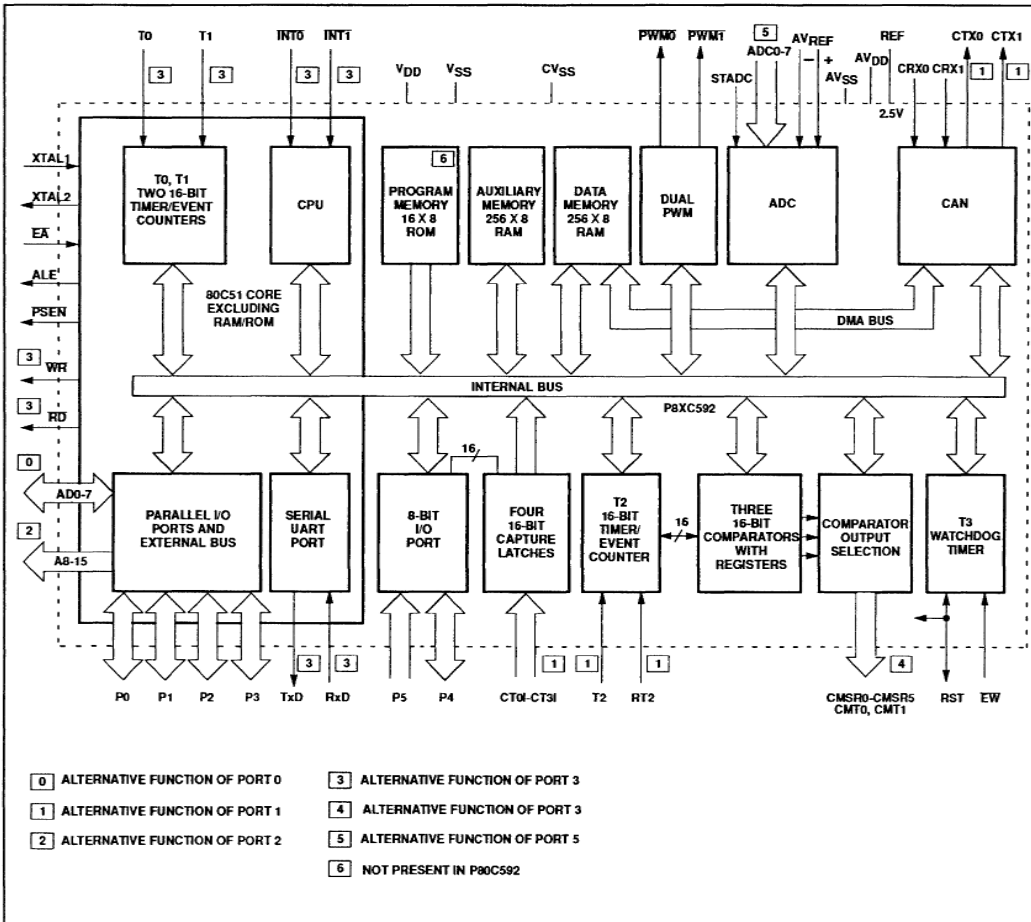 T0 T1 INT0 INT1 PWM0 PWM1 5 ADC0-7 AVREF REF CTX0 CTX1
3 3 3 3 VDD VSS CVSS STADC – + AVSS AVDD CRX0 CRX1 1 1
2.5V
XTAL1
XTAL2
EA
ALE
PSEN
3 WR
3 RD
0
AD0-7
2
A8-15
T0, T1
TWO 16-BIT
TIMER/EVENT
COUNTERS
CPU
6
PROGRAM
MEMORY
16 X 8
ROM
AUXILIARY
MEMORY
256 X 8
RAM
DATA
MEMORY
256 X 8
RAM
DUAL
PWM
ADC
CAN
80C51 CORE
EXCLUDING
RAM/ROM
DMA BUS
INTERNAL BUS
P8XC592
PARALLEL I/O
PORTS AND
EXTERNAL BUS
SERIAL
UART
PORT
8-BIT
I/O
PORT
16
FOUR
16-BIT
CAPTURE
LATCHES
T2
16-BIT
TIMER/
EVENT
COUNTER
16
THREE
16-BIT
COMPARATORS
WITH
REGISTERS
COMPARATOR
OUTPUT
SELECTION
T3
WATCHDOG
TIMER
3 3 1 1 1 4
P0 P1 P2 P3 TxD RxD P5 P4 CT0I-CT3I T2 RT2 CMSR0-CMSR5 RST EW
CMT0, CMT1
0 ALTERNATIVE FUNCTION OF PORT 0
1 ALTERNATIVE FUNCTION OF PORT 1
2 ALTERNATIVE FUNCTION OF PORT 2
3 ALTERNATIVE FUNCTION OF PORT 3
4 ALTERNATIVE FUNCTION OF PORT 3
5 ALTERNATIVE FUNCTION OF PORT 5
6 NOT PRESENT IN P80C592